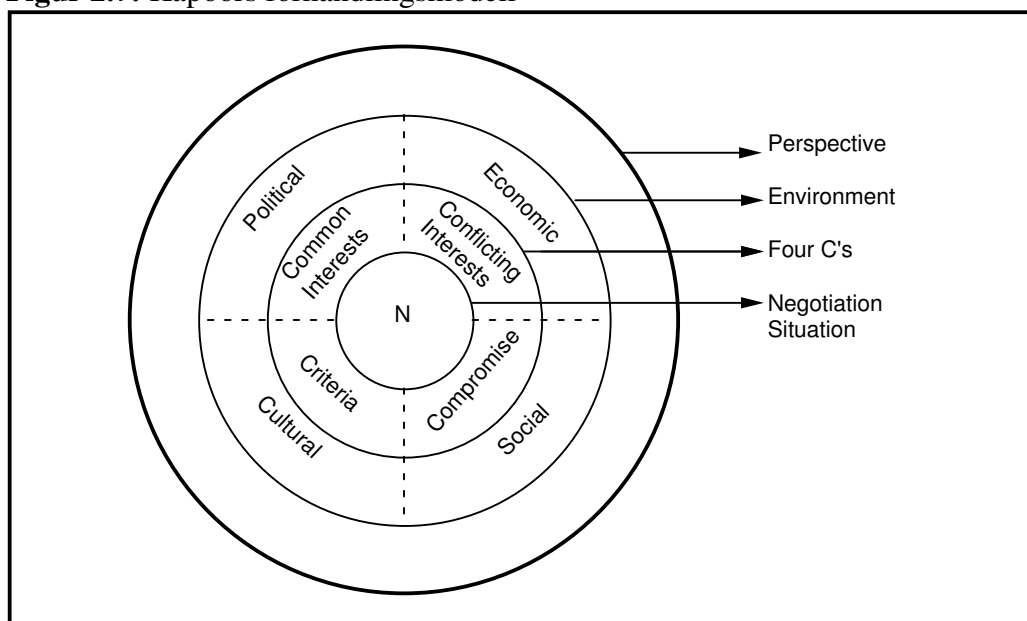 Figur 2.7: Kapoors förhandlingsmodell
Perspective
Environment
Four C's
Negotiation
Situation
Political
Economic
Common
Interests
Conflicting
Interests
N
Criteria
Compromise
Cultural
Social